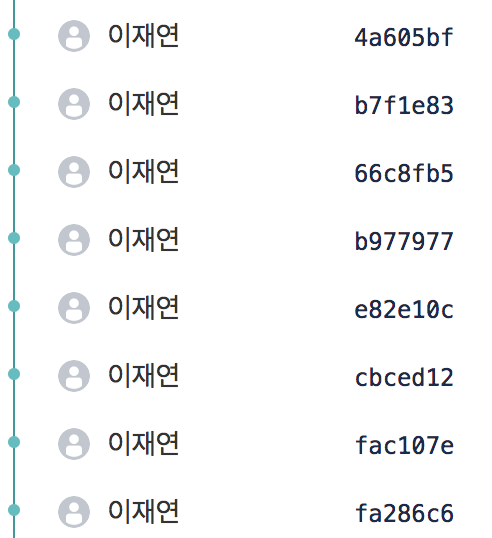 이재연 4a605bf
이재연 b7f1e83
이재연 66c8fb5
이재연 b977977
이재연 e82e10c
이재연 cbced12
이재연 fac107e
이재연 fa286c6